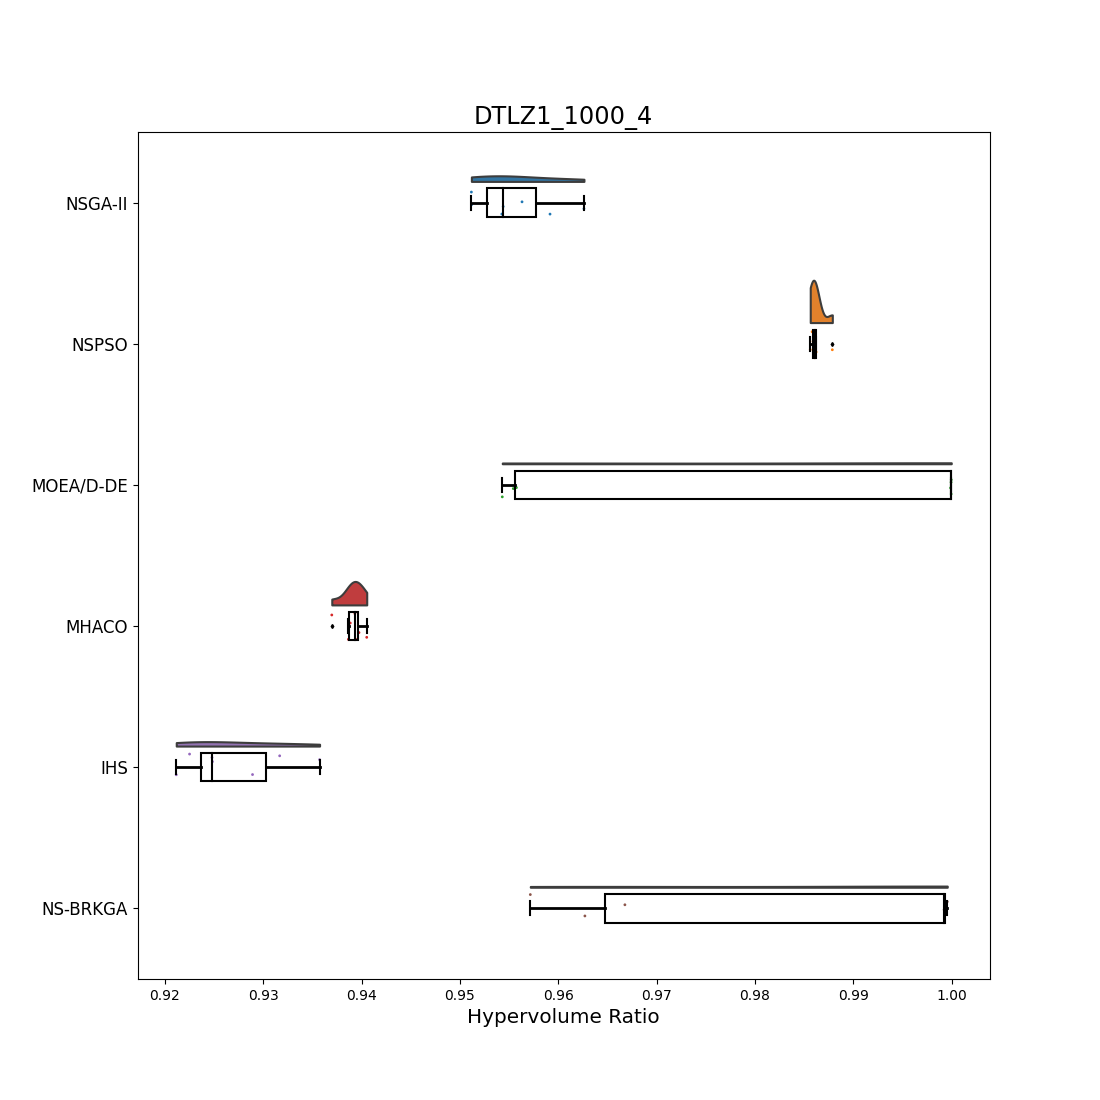 DTLZ1_1000_4
NSGA-II
NSPSO
MOEA/D-DE
MHACO
IHS
NS-BRKGA
0.92 0.93 0.94 0.95 0.96 0.97 0.98 0.99 1.00
Hypervolume Ratio